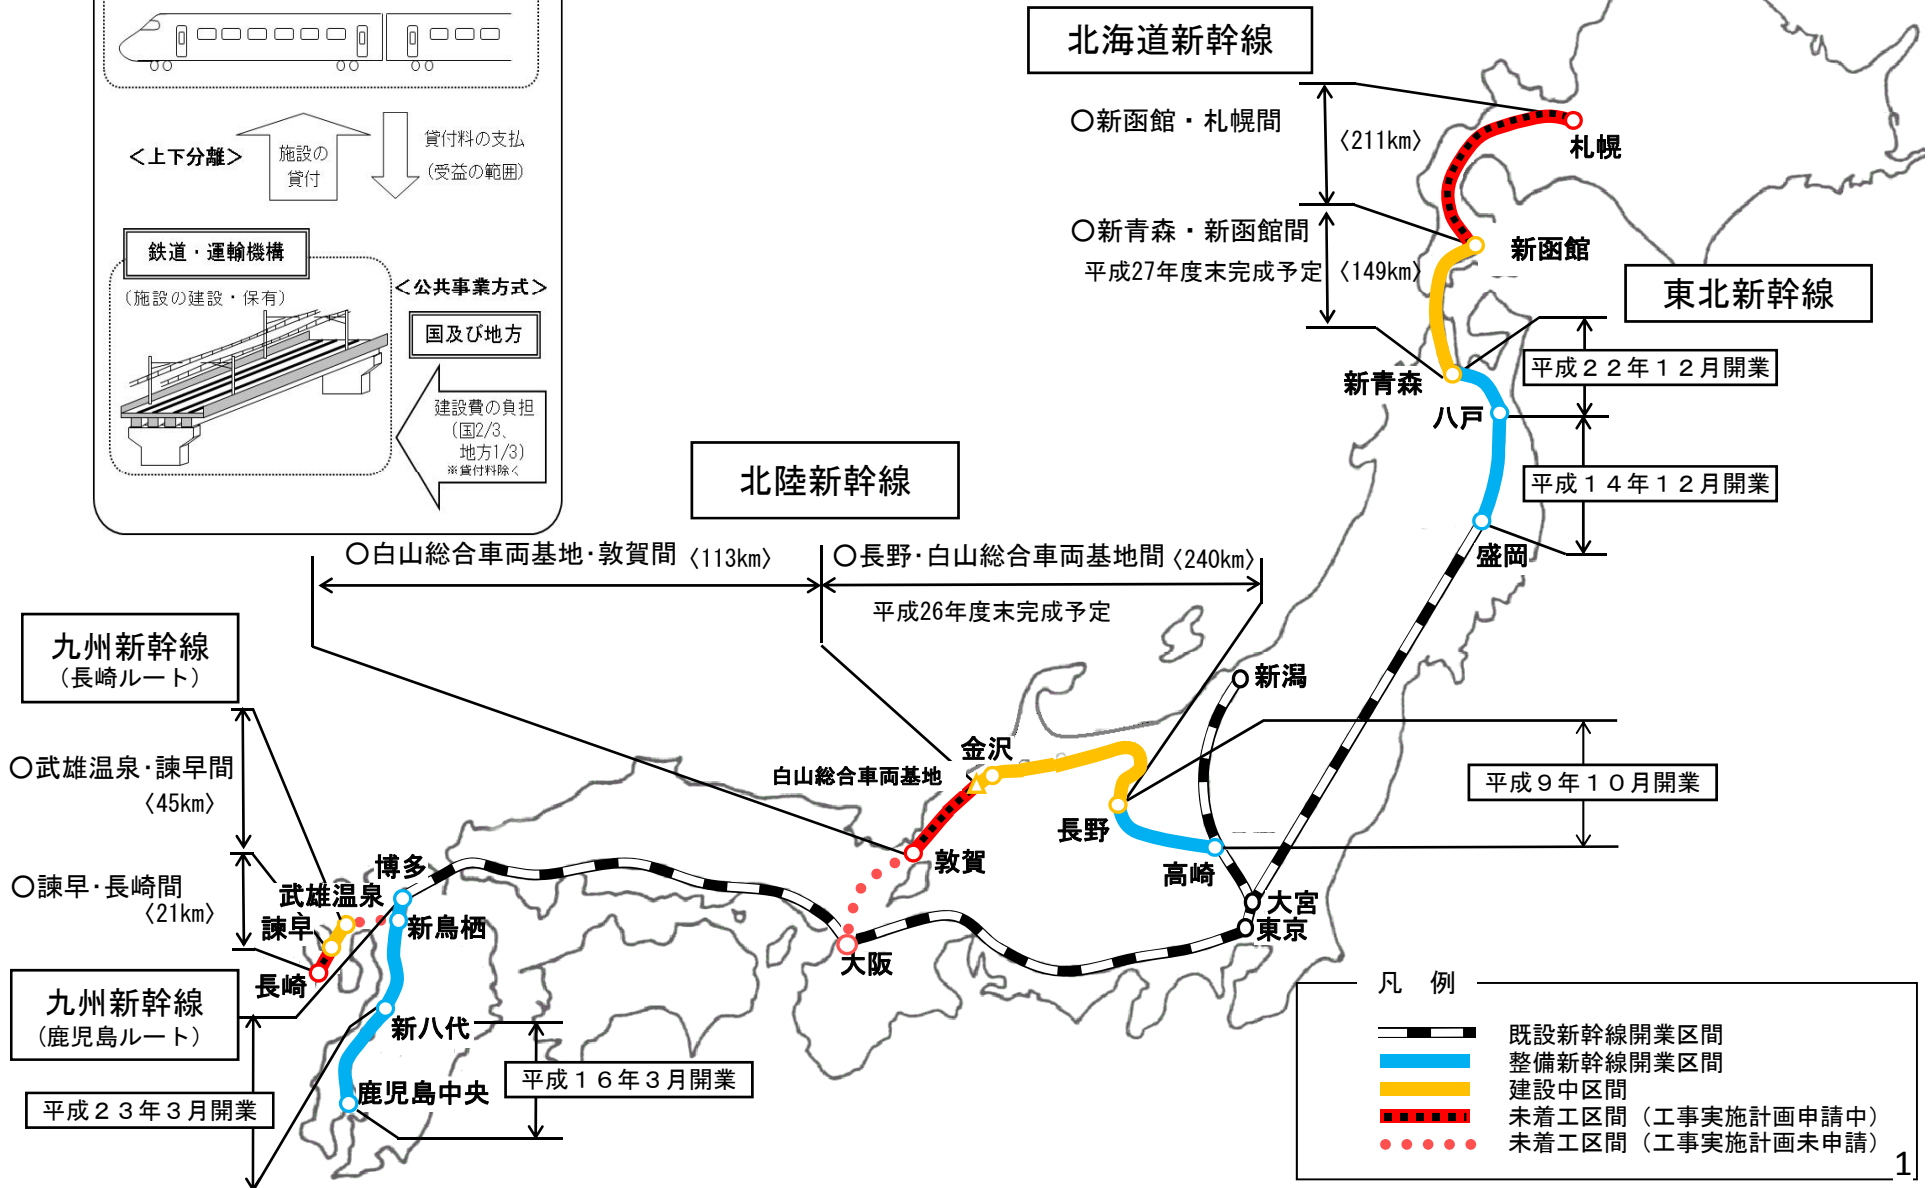 ＜上下分離＞
施設の
貸付
貸付料の支払
(受益の範囲)
鉄道・運輸機構
(施設の建設・保有)
＜公共事業方式＞
国及び地方
建設費の負担
(国2/3、
地方1/3)
※貸付料除く
北海道新幹線
○新函館・札幌間
〈211km〉
札幌
○新青森・新函館間
平成27年度末完成予定
〈149km〉
新函館
東北新幹線
新青森
平成２２年１２月開業
八戸
平成１４年１２月開業
盛岡
北陸新幹線
○白山総合車両基地・敦賀間〈113km〉
○長野・白山総合車両基地間〈240km〉
平成26年度末完成予定
新潟
金沢
白山総合車両基地
長野
敦賀
高崎
平成９年１０月開業
大宮
東京
大阪
九州新幹線
(長崎ルート)
○武雄温泉・諫早間
〈45km〉
○諫早・長崎間
〈21km〉
博多
武雄温泉
新鳥栖
諫早
長崎
九州新幹線
(鹿児島ルート)
新八代
平成１６年３月開業
鹿児島中央
平成２３年３月開業
凡 例
既設新幹線開業区間
整備新幹線開業区間
建設中区間
未着工区間（工事実施計画申請中）
未着工区間（工事実施計画未申請）
1